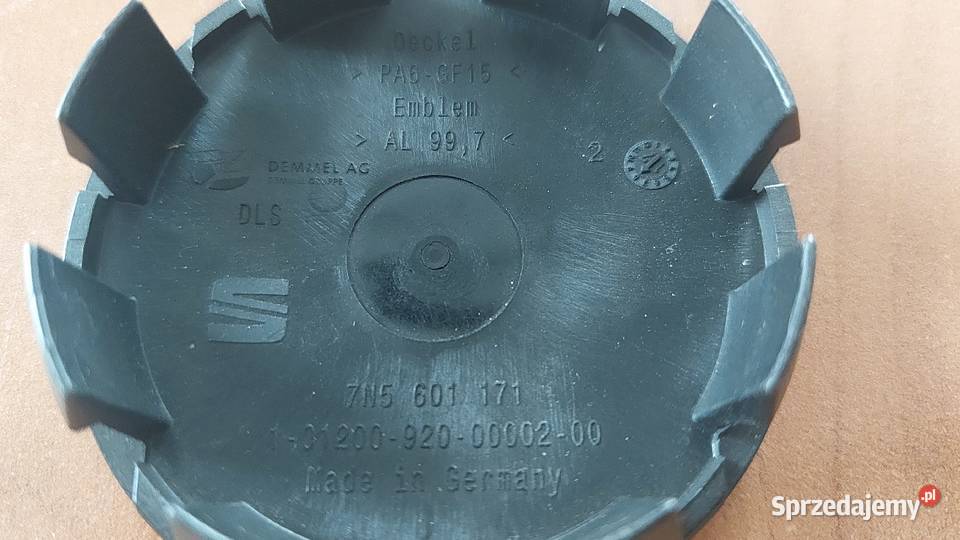 Deckel
> PA6-GF15 <
Emblem
> AL 99,7 <
2
DEMMEL AG
DLS
7N5 601 171
1-01200-920-00002-00
Made in Germany
Sprzedajemy.pl